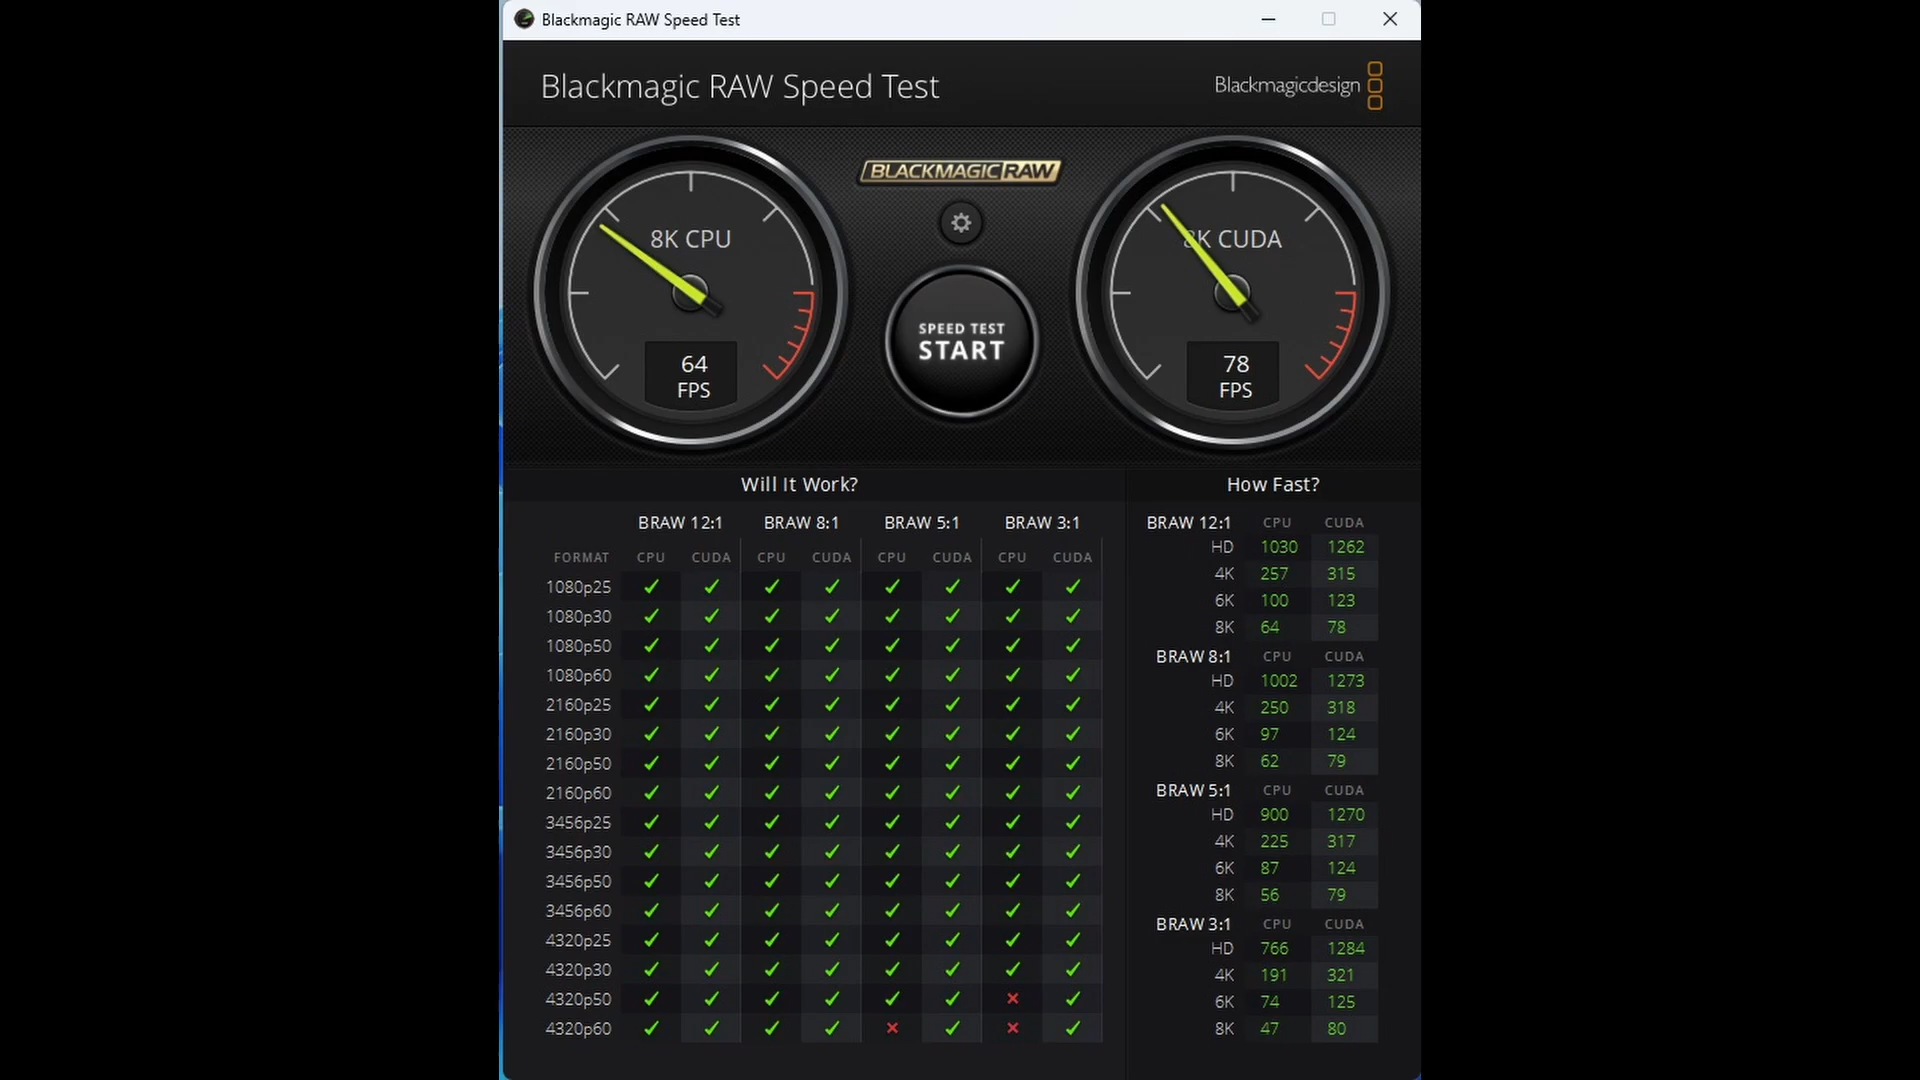 Blackmagic RAW Speed Test
Blackmagic RAW Speed Test
Blackmagicdesign
BLACKMAGIC RAW
8K CPU
64
FPS
SPEED TEST
START
8K CUDA
78
FPS
Will It Work?
BRAW 12:1 BRAW 8:1 BRAW 5:1 BRAW 3:1
FORMAT CPU CUDA CPU CUDA CPU CUDA CPU CUDA
1080p25 ✓ ✓ ✓ ✓ ✓ ✓ ✓ ✓
1080p30 ✓ ✓ ✓ ✓ ✓ ✓ ✓ ✓
1080p50 ✓ ✓ ✓ ✓ ✓ ✓ ✓ ✓
1080p60 ✓ ✓ ✓ ✓ ✓ ✓ ✓ ✓
2160p25 ✓ ✓ ✓ ✓ ✓ ✓ ✓ ✓
2160p30 ✓ ✓ ✓ ✓ ✓ ✓ ✓ ✓
2160p50 ✓ ✓ ✓ ✓ ✓ ✓ ✓ ✓
2160p60 ✓ ✓ ✓ ✓ ✓ ✓ ✓ ✓
3456p25 ✓ ✓ ✓ ✓ ✓ ✓ ✓ ✓
3456p30 ✓ ✓ ✓ ✓ ✓ ✓ ✓ ✓
3456p50 ✓ ✓ ✓ ✓ ✓ ✓ ✓ ✓
3456p60 ✓ ✓ ✓ ✓ ✓ ✓ ✓ ✓
4320p25 ✓ ✓ ✓ ✓ ✓ ✓ ✓ ✓
4320p30 ✓ ✓ ✓ ✓ ✓ ✓ ✓ ✓
4320p50 ✓ ✓ ✓ ✓ ✓ ✓ ✗ ✓
4320p60 ✓ ✓ ✓ ✓ ✗ ✓ ✗ ✓
How Fast?
BRAW 12:1 CPU CUDA
HD 1030 1262
4K 257 315
6K 100 123
8K 64 78
BRAW 8:1 CPU CUDA
HD 1002 1273
4K 250 318
6K 97 124
8K 62 79
BRAW 5:1 CPU CUDA
HD 900 1270
4K 225 317
6K 87 124
8K 56 79
BRAW 3:1 CPU CUDA
HD 766 1284
4K 191 321
6K 74 125
8K 47 80